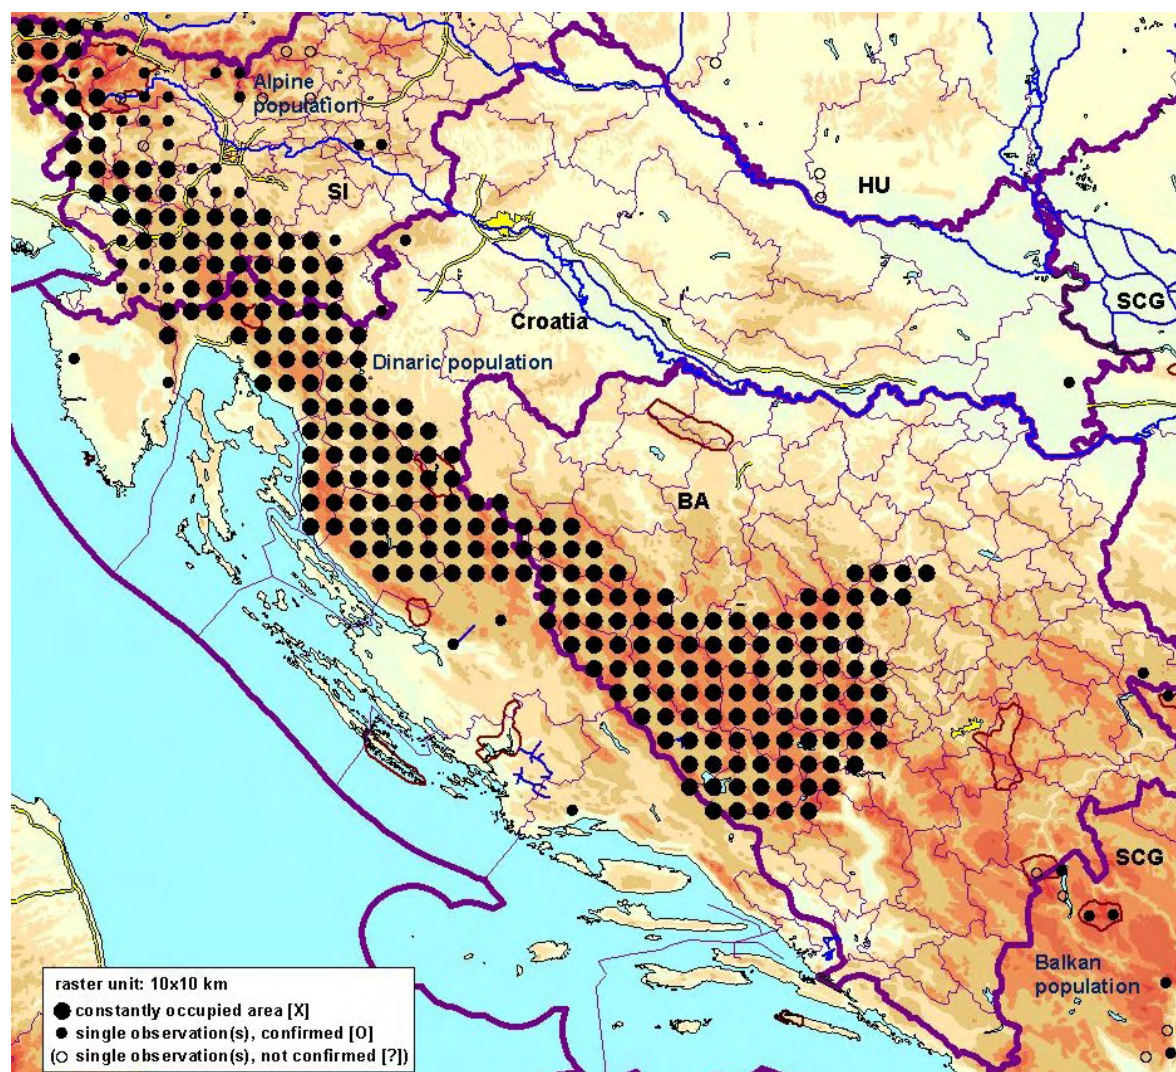 Alpine
population
SI
HU
SCG
Croatia
Dinaric population
BA
SCG
Balkan
population
raster unit: 10x10 km
constantly occupied area [X]
single observation(s), confirmed [O]
(○ single observation(s), not confirmed [?])